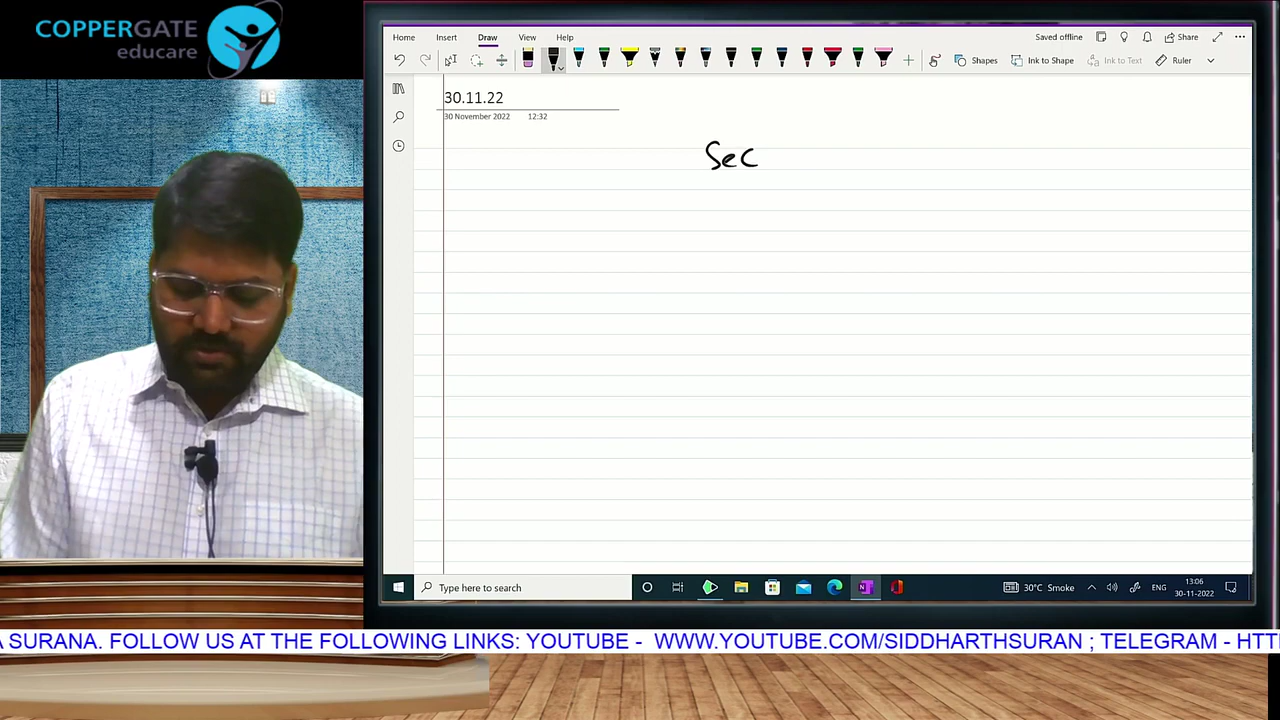 COPPERGATE
educare
Home Insert Draw View Help
Saved offline Share
Shapes Ink to Shape Ink to Text Ruler
30.11.22
30 November 2022 12:32
Sec
Type here to search
30°C Smoke ENG 13:06
30-11-2022
A SURANA. FOLLOW US AT THE FOLLOWING LINKS: YOUTUBE - WWW.YOUTUBE.COM/SIDDHARTHSURAN ; TELEGRAM - HTT